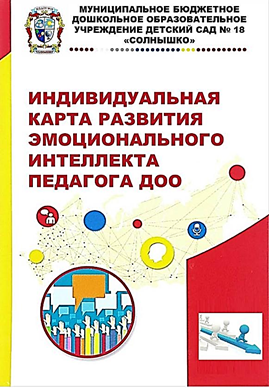 МУНИЦИПАЛЬНОЕ БЮДЖЕТНОЕ
ДОШКОЛЬНОЕ ОБРАЗОВАТЕЛЬНОЕ
УЧРЕЖДЕНИЕ ДЕТСКИЙ САД № 18
«СОЛНЫШКО»
ИНДИВИДУАЛЬНАЯ
КАРТА РАЗВИТИЯ
ЭМОЦИОНАЛЬНОГО
ИНТЕЛЛЕКТА
ПЕДАГОГА ДОО